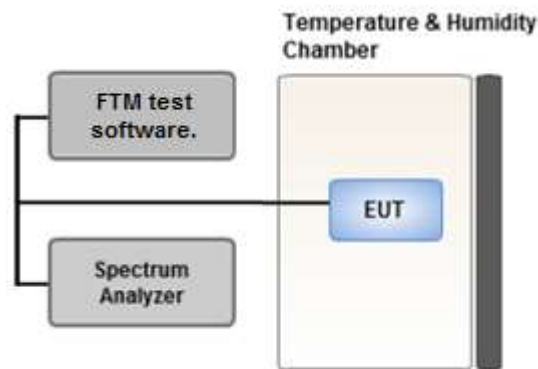 Temperature & Humidity
Chamber
FTM test
software.
EUT
Spectrum
Analyzer